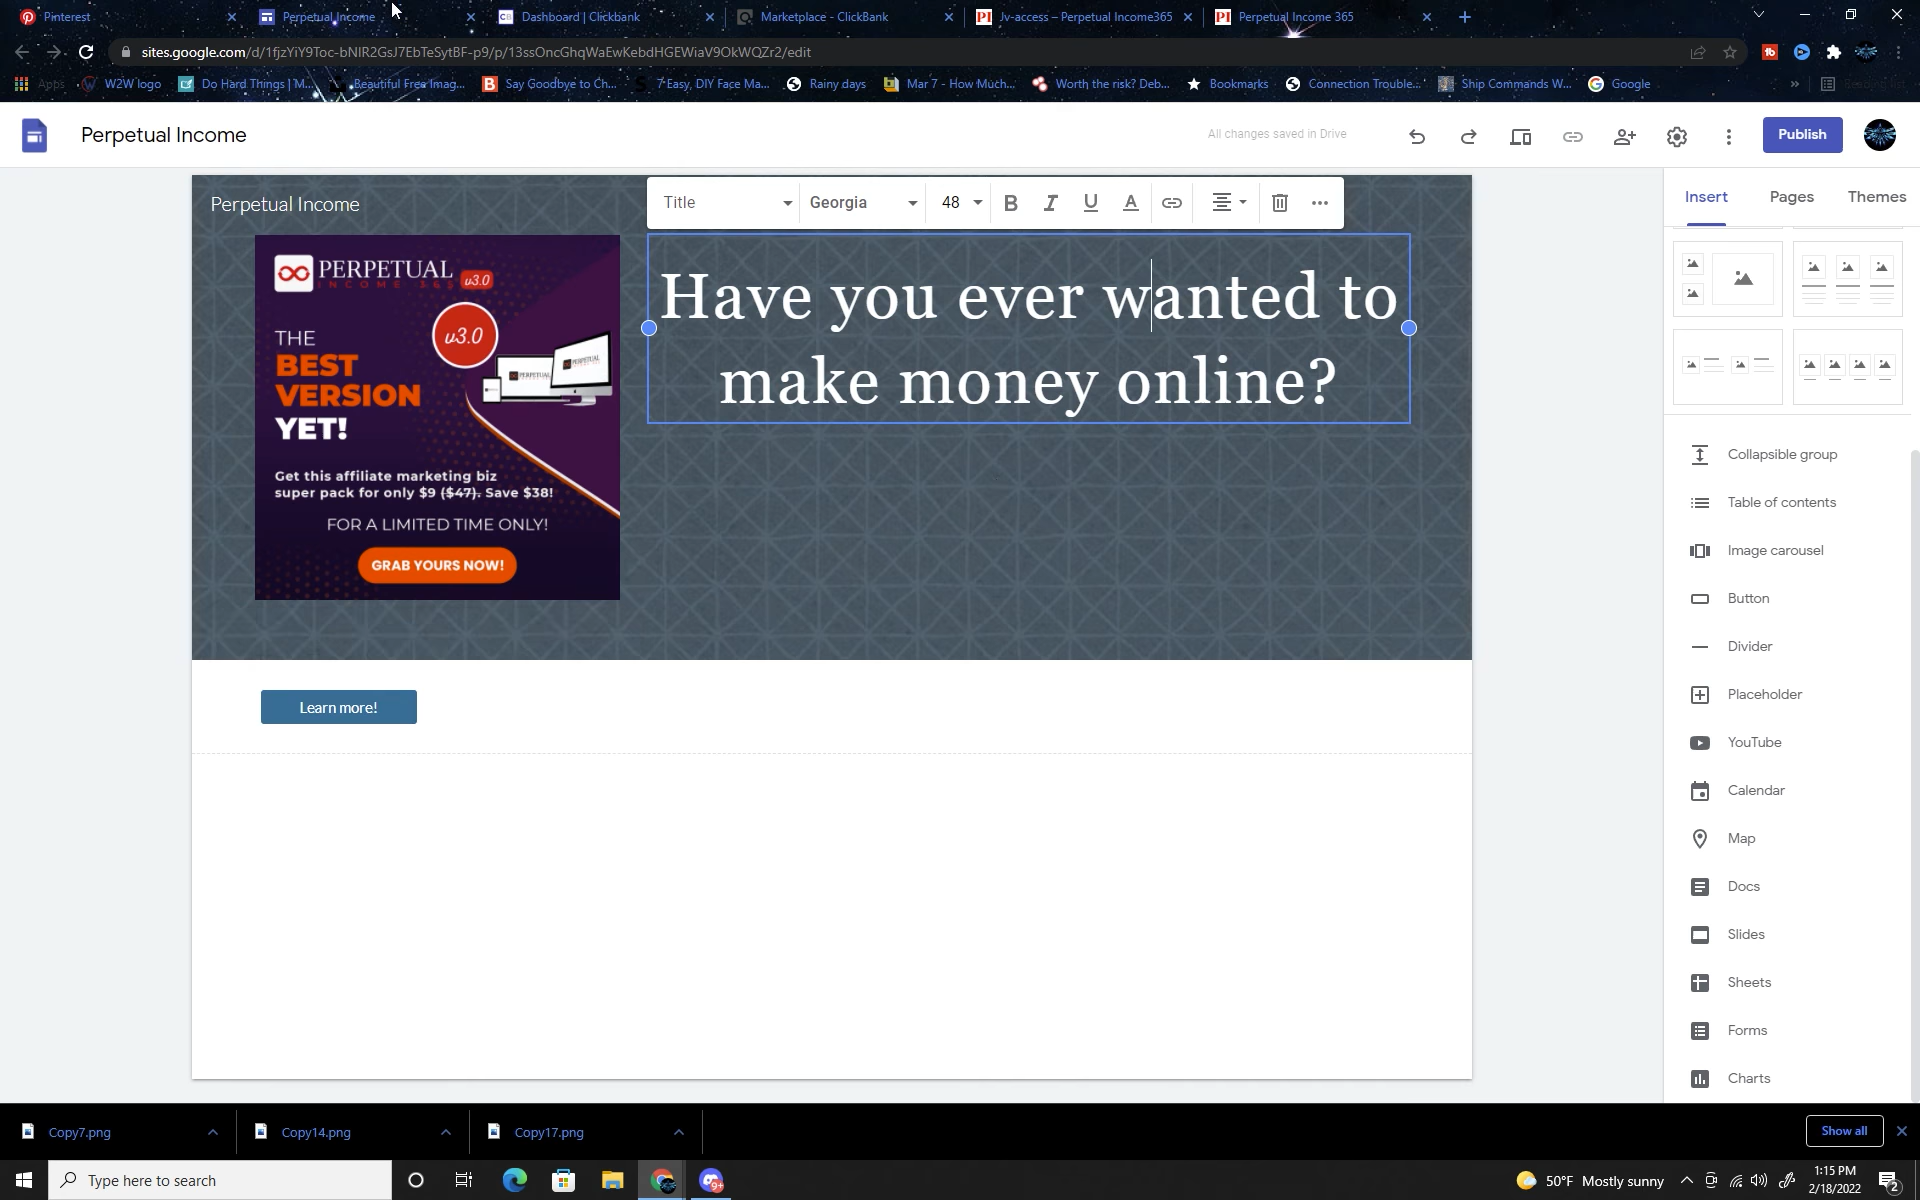 Pinterest
Perpetual Income
Dashboard | Clickbank
Marketplace - ClickBank
Jv-access – Perpetual Income365
Perpetual Income 365
sites.google.com/d/1fjzYiY9Toc-bNlR2GsJ7EbTeSytBF-p9/p/13ssOncGhqWaEwKebdHGEWiaV9OkWQZr2/edit
Apps
W2W logo
Do Hard Things | M...
Beautiful Free Imag...
Say Goodbye to Ch...
7 Easy, DIY Face Ma...
Rainy days
Mar 7 - How Much...
Worth the risk? Deb...
Bookmarks
Connection Trouble...
Ship Commands W...
Google
»
Perpetual Income
All changes saved in Drive
Publish
Perpetual Income
Title
Georgia
48
B
I
U
A
Insert
Pages
Themes
PERPETUAL
INCOME 365
v3.0
v3.0
THE
BEST
VERSION
YET!
PERPETUAL
PERPETUAL
Get this affiliate marketing biz
super pack for only $9 ($47). Save $38!
FOR A LIMITED TIME ONLY!
GRAB YOURS NOW!
Have you ever wanted to
make money online?
Learn more!
Collapsible group
Table of contents
Image carousel
Button
Divider
Placeholder
YouTube
Calendar
Map
Docs
Slides
Sheets
Forms
Charts
Copy7.png
Copy14.png
Copy17.png
Show all
Type here to search
9+
50°F Mostly sunny
1:15 PM
2/18/2022
2